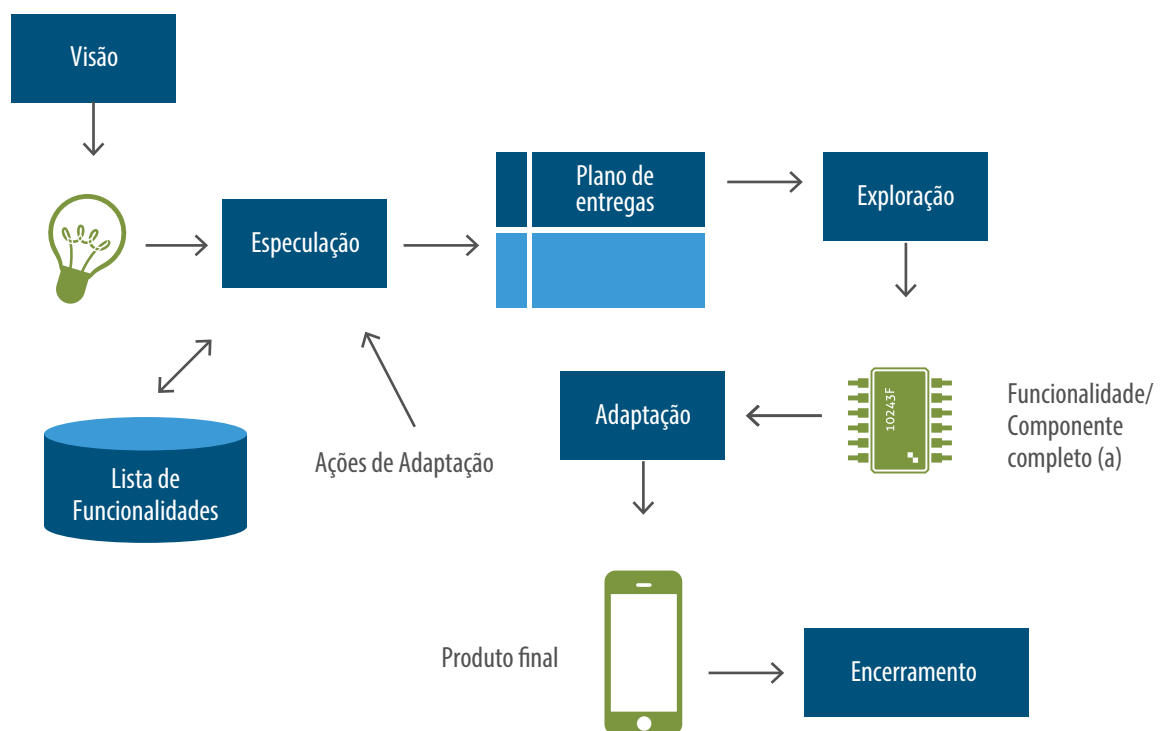 Visão
Especulação
Plano de
entregas
Exploração
Lista de
Funcionalidades
Ações de Adaptação
Adaptação
10243F
Funcionalidade/
Componente
completo (a)
Produto final
Encerramento